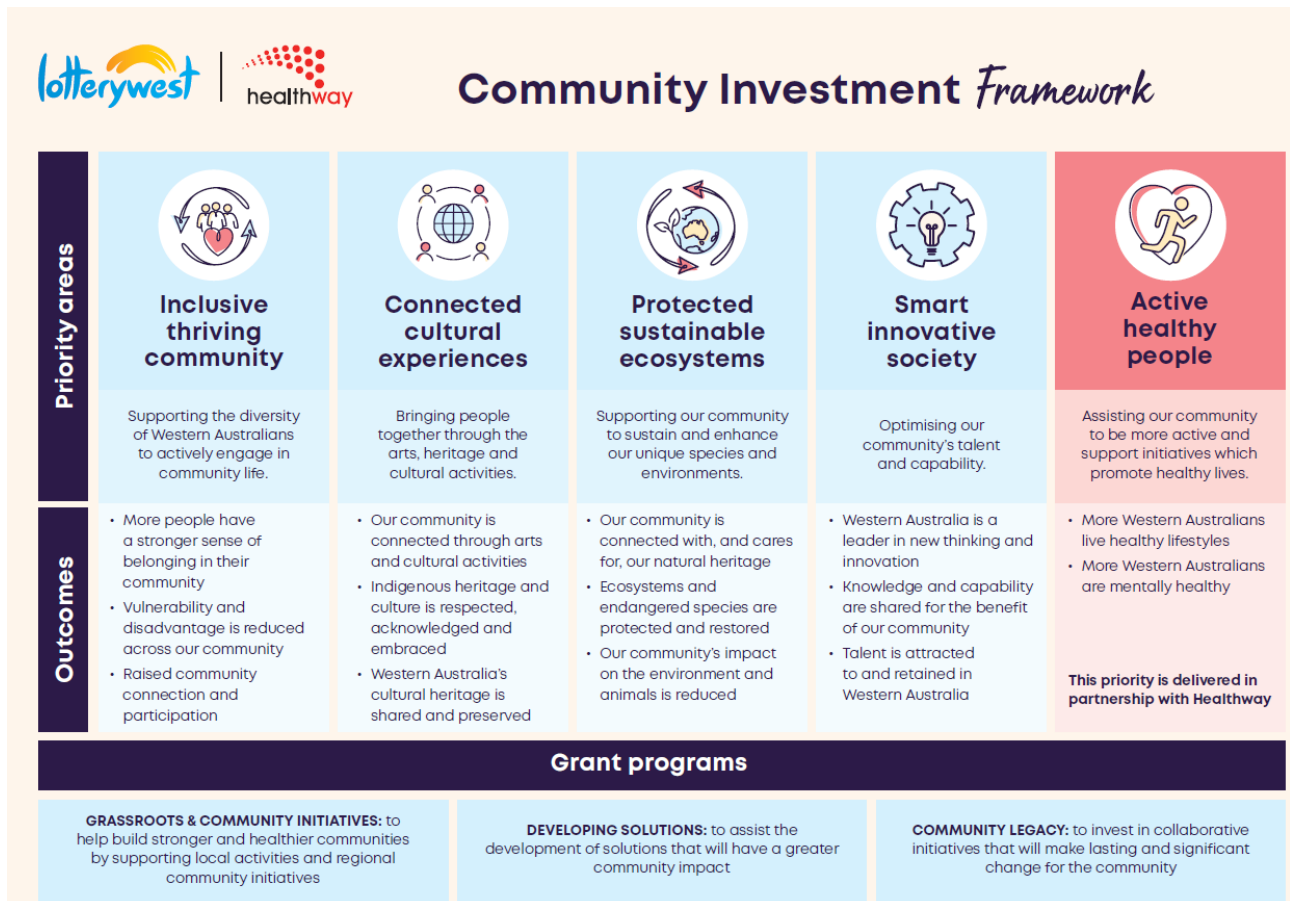 lotterywest
healthway
Community Investment Framework
Priority areas
Inclusive
thriving
community
Connected
cultural
experiences
Protected
sustainable
ecosystems
Smart
innovative
society
Active
healthy
people
Supporting the diversity
of Western Australians
to actively engage in
community life.
Bringing people
together through the
arts, heritage and
cultural activities.
Supporting our community
to sustain and enhance
our unique species and
environments.
Optimising our
community's talent
and capability.
Assisting our community
to be more active and
support initiatives which
promote healthy lives.
Outcomes
• More people have
a stronger sense of
belonging in their
community
• Vulnerability and
disadvantage is reduced
across our community
• Raised community
connection and
participation
• Our community is
connected through arts
and cultural activities
• Indigenous heritage and
culture is respected,
acknowledged and
embraced
• Western Australia's
cultural heritage is
shared and preserved
• Our community is
connected with, and cares
for, our natural heritage
• Ecosystems and
endangered species are
protected and restored
• Our community's impact
on the environment and
animals is reduced
• Western Australia is a
leader in new thinking and
innovation
• Knowledge and capability
are shared for the benefit
of our community
• Talent is attracted
to and retained in
Western Australia
• More Western Australians
live healthy lifestyles
• More Western Australians
are mentally healthy
This priority is delivered in
partnership with Healthway
Grant programs
GRASSROOTS & COMMUNITY INITIATIVES: to
help build stronger and healthier communities
by supporting local activities and regional
community initiatives
DEVELOPING SOLUTIONS: to assist the
development of solutions that will have a greater
community impact
COMMUNITY LEGACY: to invest in collaborative
initiatives that will make lasting and significant
change for the community